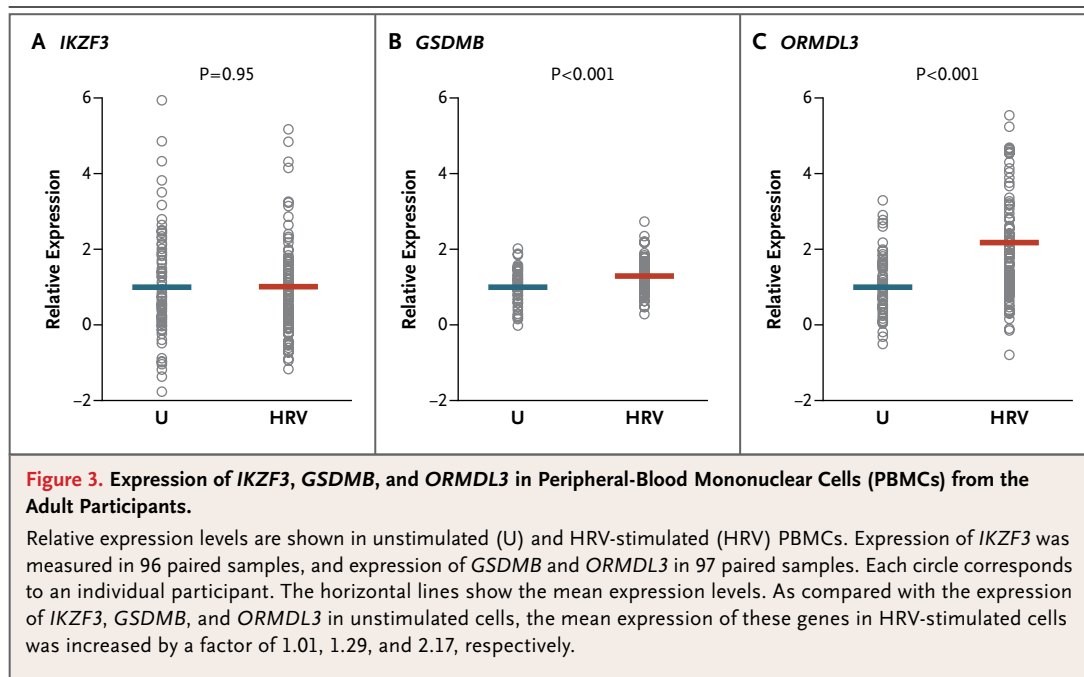 A IKZF3
P=0.95
6
4
2
0
−2
Relative Expression
U HRV
B GSDMB
P<0.001
6
4
2
0
−2
Relative Expression
U HRV
C ORMDL3
P<0.001
6
4
2
0
−2
Relative Expression
U HRV
Figure 3. Expression of IKZF3, GSDMB, and ORMDL3 in Peripheral-Blood Mononuclear Cells (PBMCs) from the
Adult Participants.
Relative expression levels are shown in unstimulated (U) and HRV-stimulated (HRV) PBMCs. Expression of IKZF3 was
measured in 96 paired samples, and expression of GSDMB and ORMDL3 in 97 paired samples. Each circle corresponds
to an individual participant. The horizontal lines show the mean expression levels. As compared with the expression
of IKZF3, GSDMB, and ORMDL3 in unstimulated cells, the mean expression of these genes in HRV-stimulated cells
was increased by a factor of 1.01, 1.29, and 2.17, respectively.